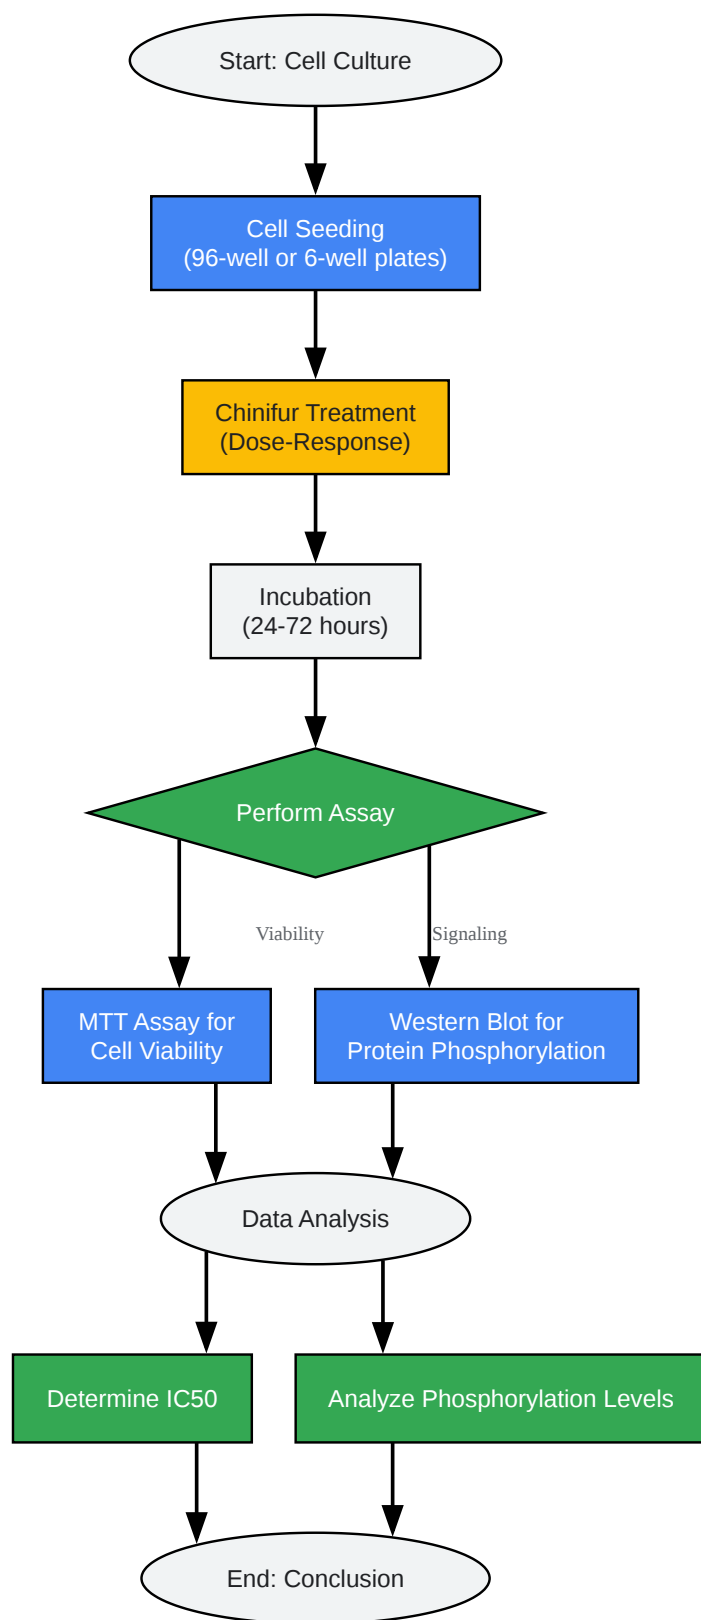 Start: Cell Culture
Cell Seeding
(96-well or 6-well plates)
Chinifur Treatment
(Dose-Response)
Incubation
(24-72 hours)
Perform Assay
Viability
Signaling
MTT Assay for
Cell Viability
Western Blot for
Protein Phosphorylation
Data Analysis
Determine IC50
Analyze Phosphorylation Levels
End: Conclusion